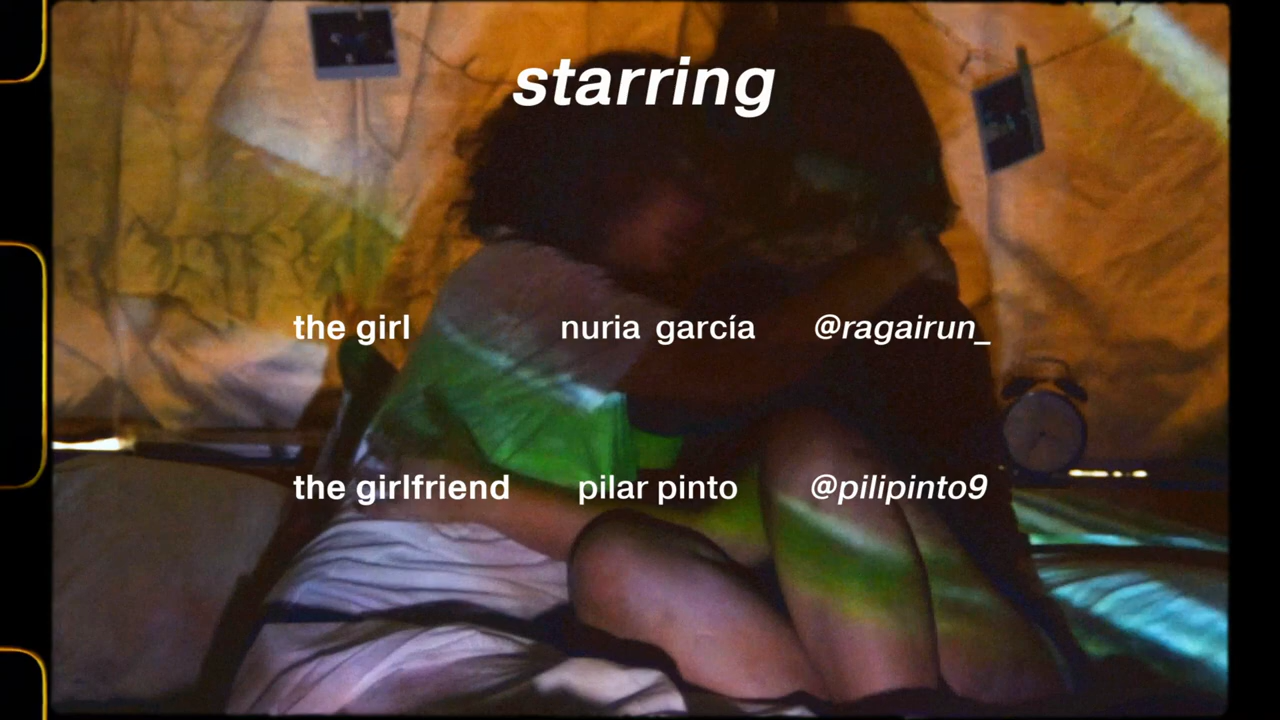 starring
the girl nuria garcía @ragairun_
the girlfriend pilar pinto @pilipinto9